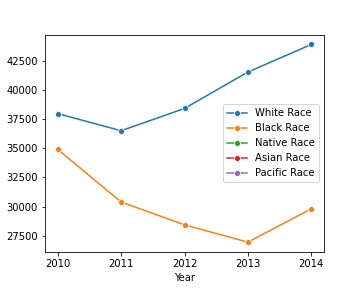 42500
40000
37500
35000
32500
30000
27500
White Race
Black Race
Native Race
Asian Race
Pacific Race
2010 2011 2012 2013 2014
Year